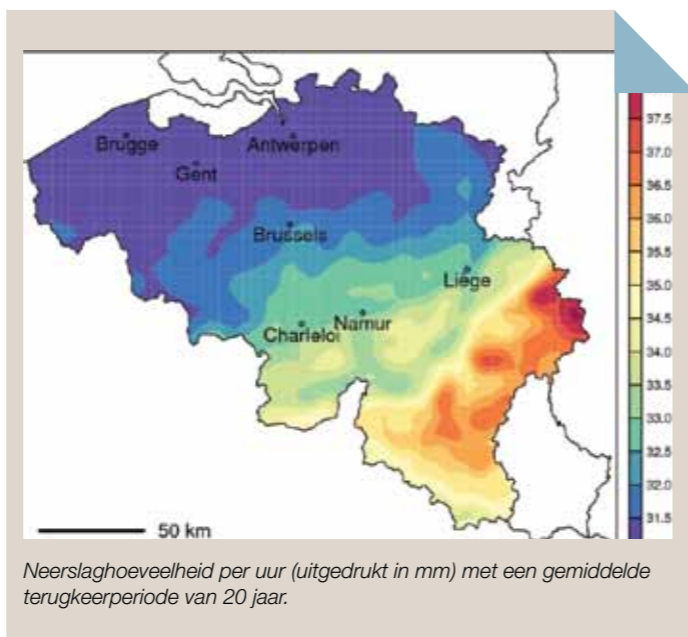 Brugge
Antwerpen
Gent
Brussels
Liège
Namur
Charleroi
50 km
37.5
37.0
36.5
36.0
35.5
35.0
34.5
34.0
33.5
33.0
32.5
32.0
31.5
Neerslaghoeveelheid per uur (uitgedrukt in mm) met een gemiddelde
terugkeerperiode van 20 jaar.